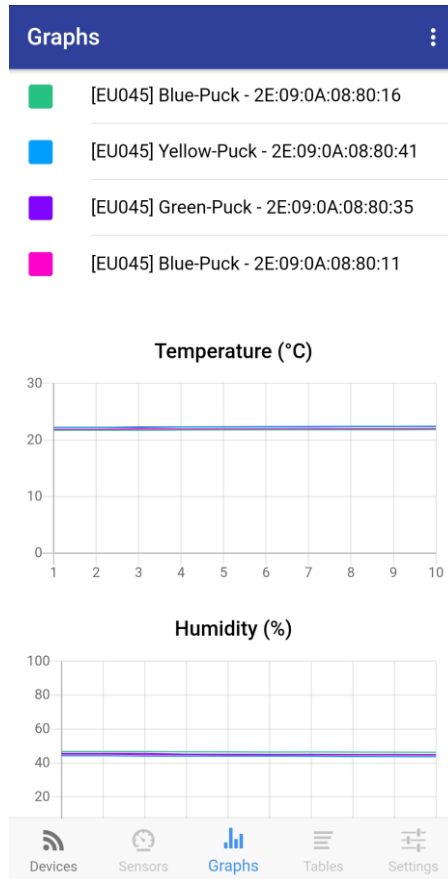 Graphs
[EU045] Blue-Puck - 2E:09:0A:08:80:16
[EU045] Yellow-Puck - 2E:09:0A:08:80:41
[EU045] Green-Puck - 2E:09:0A:08:80:35
[EU045] Blue-Puck - 2E:09:0A:08:80:11
Temperature (°C)
30
20
10
0
1 2 3 4 5 6 7 8 9 10
Humidity (%)
100
80
60
40
20
Devices Sensors Graphs Tables Settings